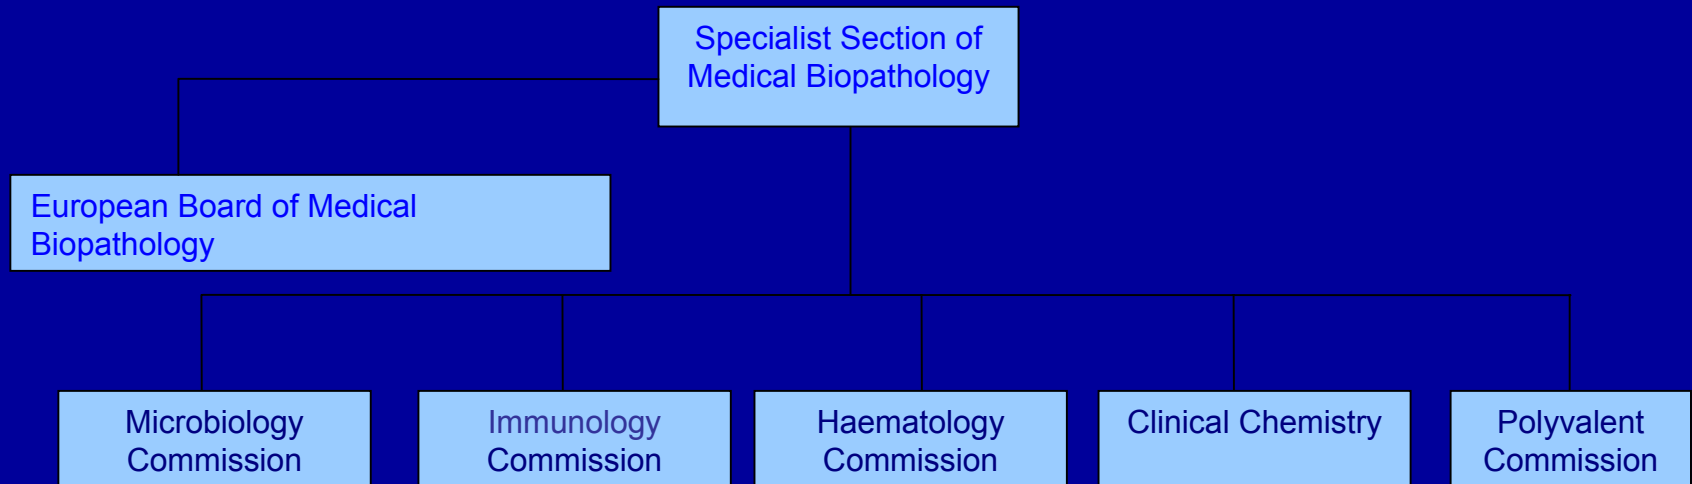 Specialist Section of
Medical Biopathology
European Board of Medical
Biopathology
Microbiology
Commission
Immunology
Commission
Haematology
Commission
Clinical Chemistry
Polyvalent
Commission